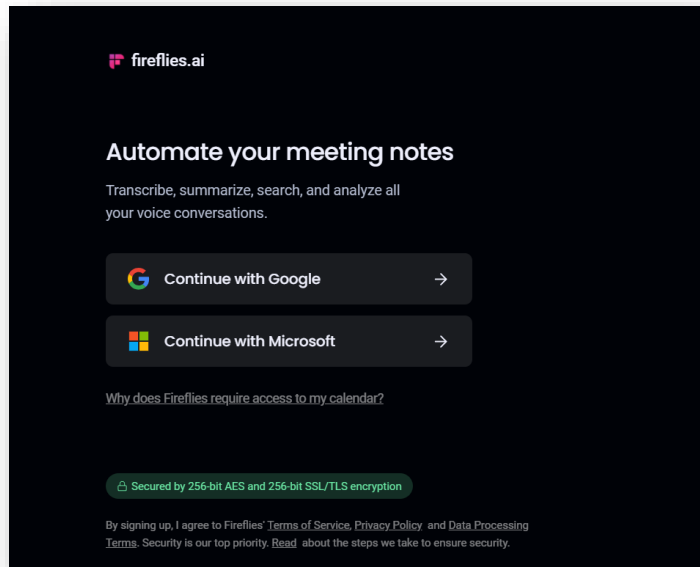 fireflies.ai
Automate your meeting notes
Transcribe, summarize, search, and analyze all
your voice conversations.
Continue with Google
Continue with Microsoft
Why does Fireflies require access to my calendar?
Secured by 256-bit AES and 256-bit SSL/TLS encryption
By signing up, I agree to Fireflies' Terms of Service, Privacy Policy and Data Processing
Terms. Security is our top priority. Read about the steps we take to ensure security.